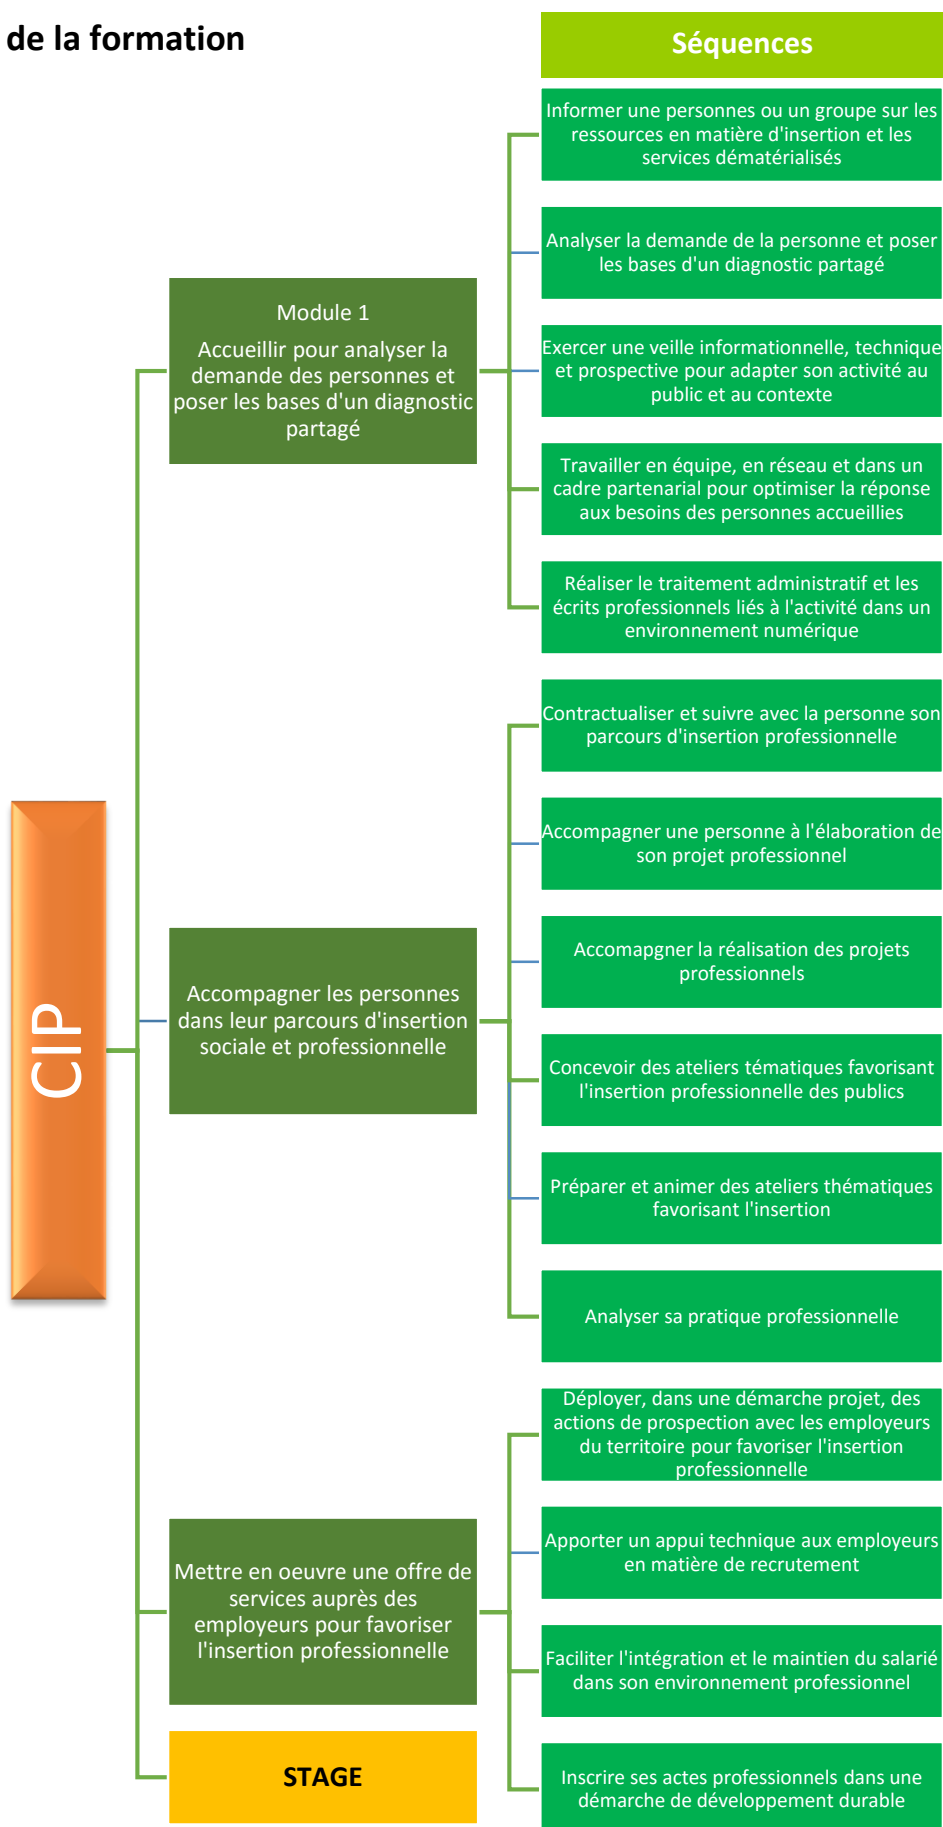 de la formation
Séquences
Informer une personnes ou un groupe sur les
ressources en matière d'insertion et les
services dématérialisés
Analyser la demande de la personne et poser
les bases d'un diagnostic partagé
Module 1
Accueillir pour analyser la
demande des personnes et
poser les bases d'un diagnostic
partagé
Exercer une veille informationnelle, technique
et prospective pour adapter son activité au
public et au contexte
Travailler en équipe, en réseau et dans un
cadre partenarial pour optimiser la réponse
aux besoins des personnes accueillies
Réaliser le traitement administratif et les
écrits professionnels liés à l'activité dans un
environnement numérique
Contractualiser et suivre avec la personne son
parcours d'insertion professionnelle
Accompagner une personne à l'élaboration de
son projet professionnel
Accomapgner la réalisation des projets
professionnels
CIP
Accompagner les personnes
dans leur parcours d'insertion
sociale et professionnelle
Concevoir des ateliers tématiques favorisant
l'insertion professionnelle des publics
Préparer et animer des ateliers thématiques
favorisant l'insertion
Analyser sa pratique professionnelle
Déployer, dans une démarche projet, des
actions de prospection avec les employeurs
du territoire pour favoriser l'insertion
professionnelle
Apporter un appui technique aux employeurs
en matière de recrutement
Mettre en oeuvre une offre de
services auprès des
employeurs pour favoriser
l'insertion professionnelle
Faciliter l'intégration et le maintien du salarié
dans son environnement professionnel
STAGE
Inscrire ses actes professionnels dans une
démarche de développement durable